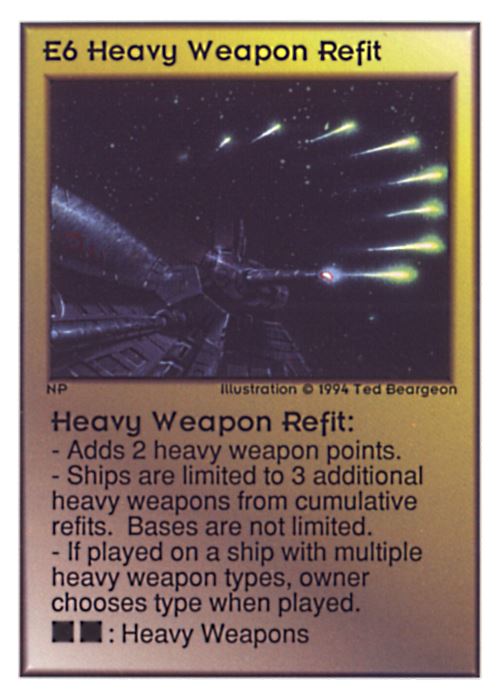 E6 Heavy Weapon Refit
NP
Illustration © 1994 Ted Beargeon
Heavy Weapon Refit:
- Adds 2 heavy weapon points.
- Ships are limited to 3 additional
heavy weapons from cumulative
refits. Bases are not limited.
- If played on a ship with multiple
heavy weapon types, owner
chooses type when played.
■■: Heavy Weapons